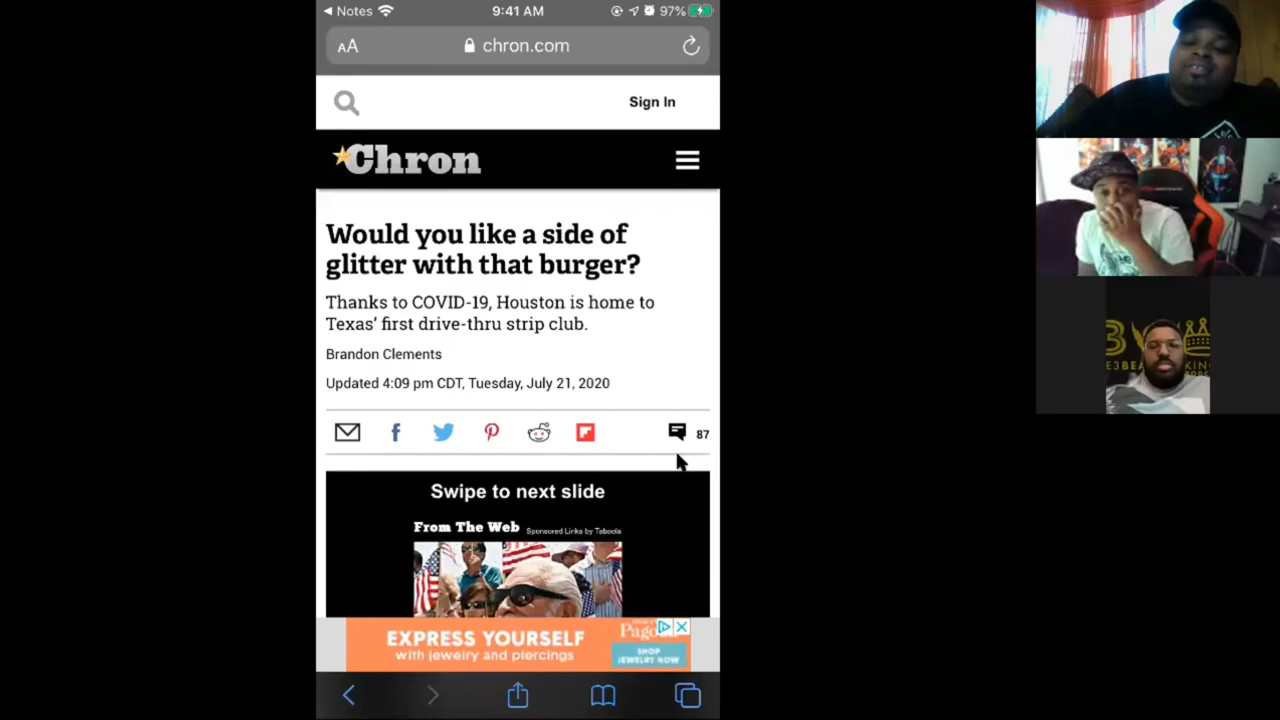 Notes
9:41 AM
97%
AA
chron.com
Sign In
Chron
Would you like a side of
glitter with that burger?
Thanks to COVID-19, Houston is home to
Texas' first drive-thru strip club.
Brandon Clements
Updated 4:09 pm CDT, Tuesday, July 21, 2020
87
Swipe to next slide
From The Web Sponsored Links by Taboola
EXPRESS YOURSELF
with jewelry and piercings
SHOP
JEWELRY NOW